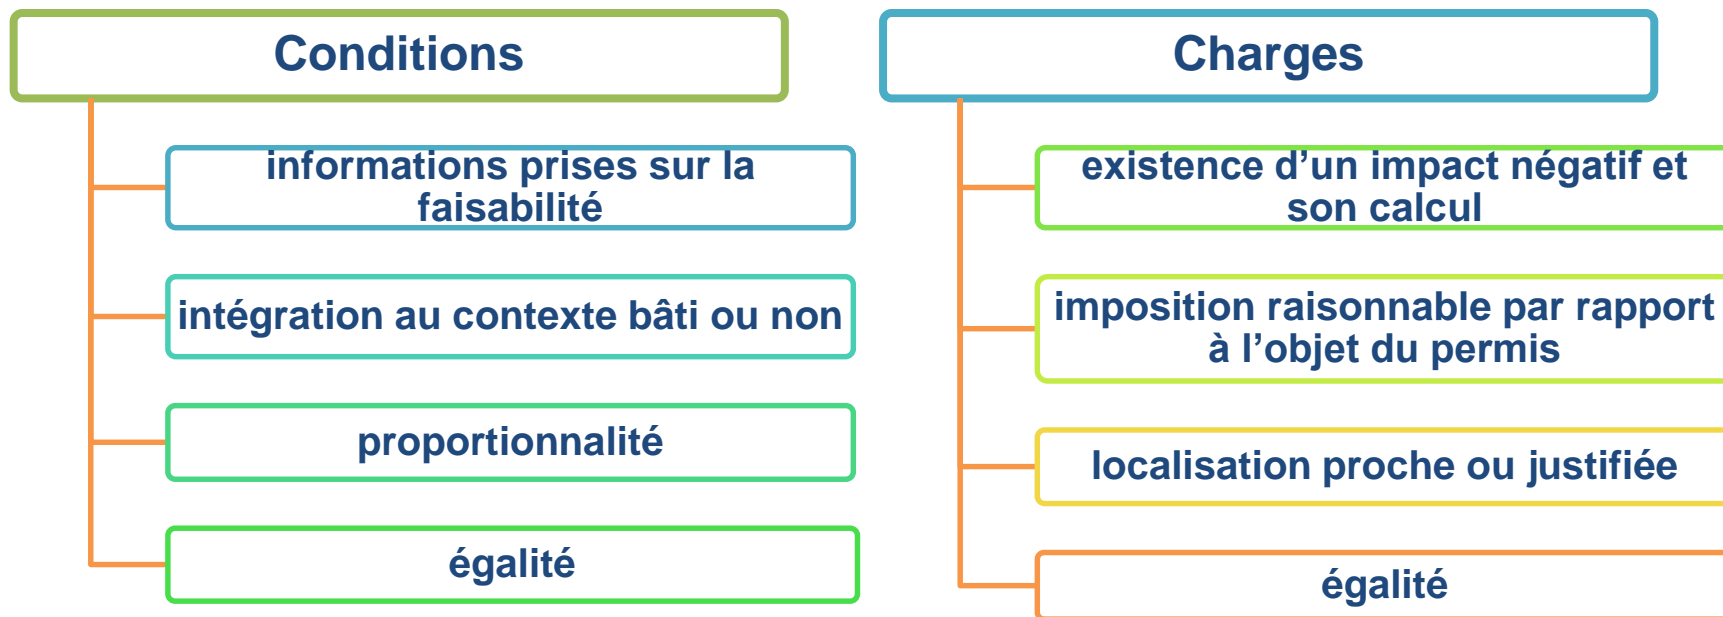 Conditions
informations prises sur la
faisabilité
intégration au contexte bâti ou non
proportionnalité
égalité
Charges
existence d’un impact négatif et
son calcul
imposition raisonnable par rapport
à l’objet du permis
localisation proche ou justifiée
égalité